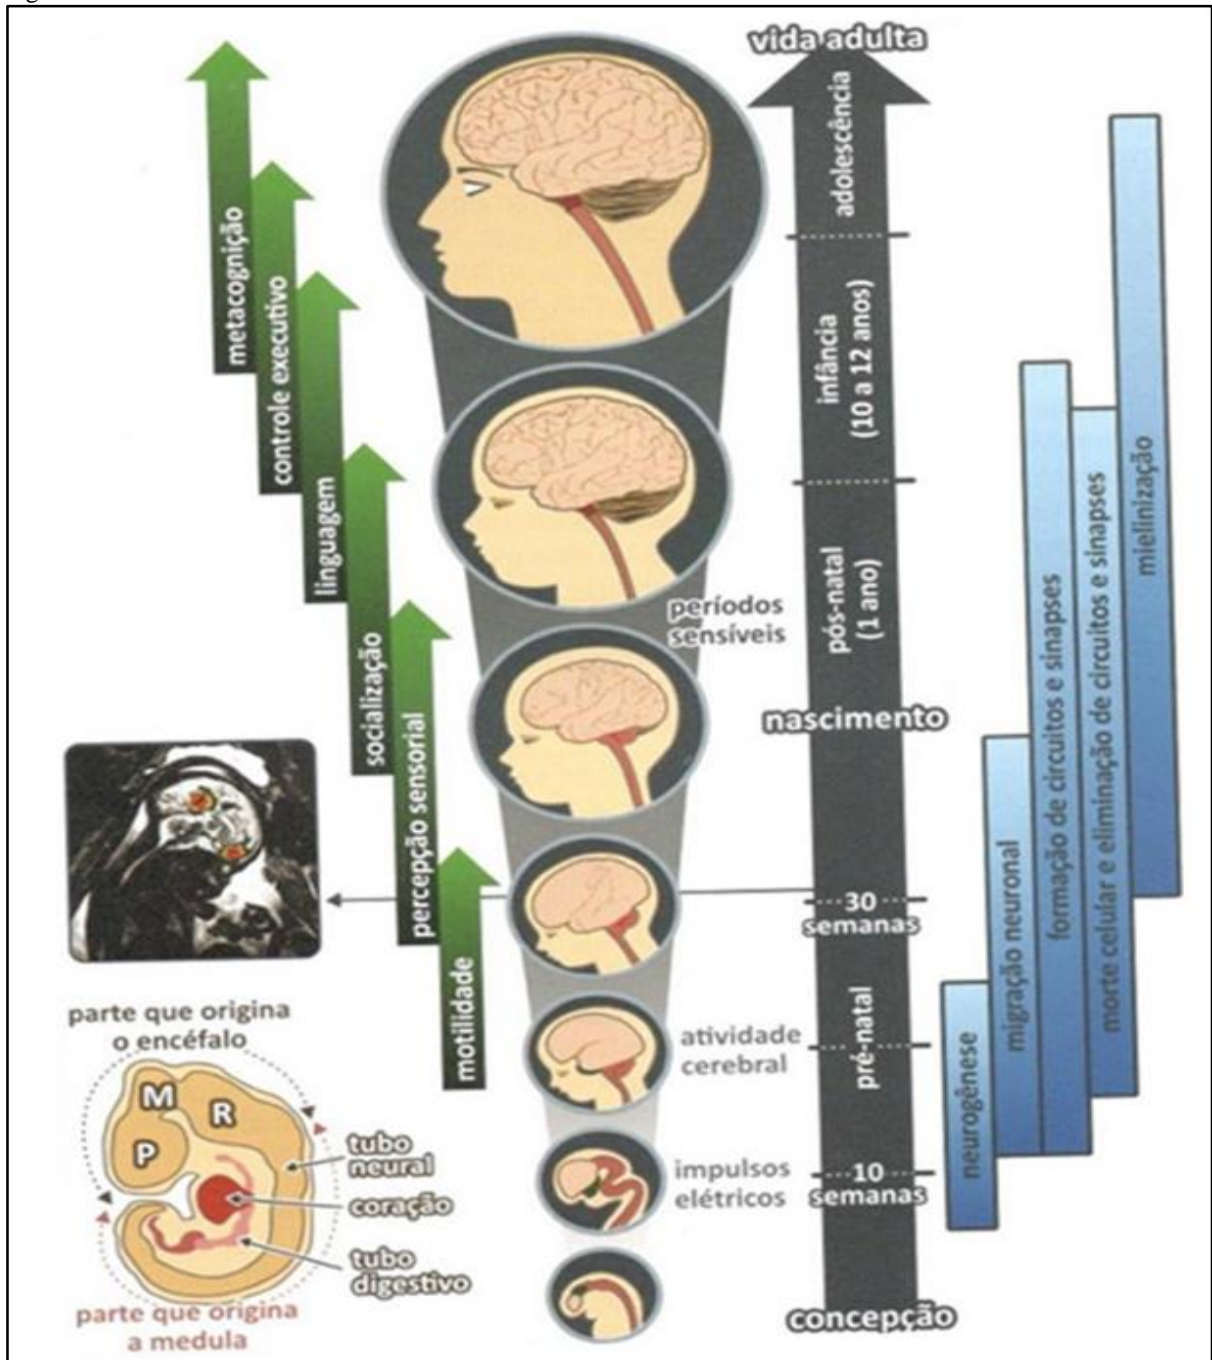 vida adulta
adolescência
infância
(10 a 12 anos)
pós-natal
(1 ano)
nascimento
30
semanas
pré-natal
10
semanas
concepção
metacognição
controle executivo
linguagem
socialização
percepção sensorial
motilidade
períodos
sensíveis
atividade
cerebral
impulsos
elétricos
neurogênese
migração neuronal
formação de circuitos e sinapses
morte celular e eliminação de circuitos e sinapses
mielinização
parte que origina
o encéfalo
M
R
P
tubo
neural
coração
tubo
digestivo
parte que origina
a medula